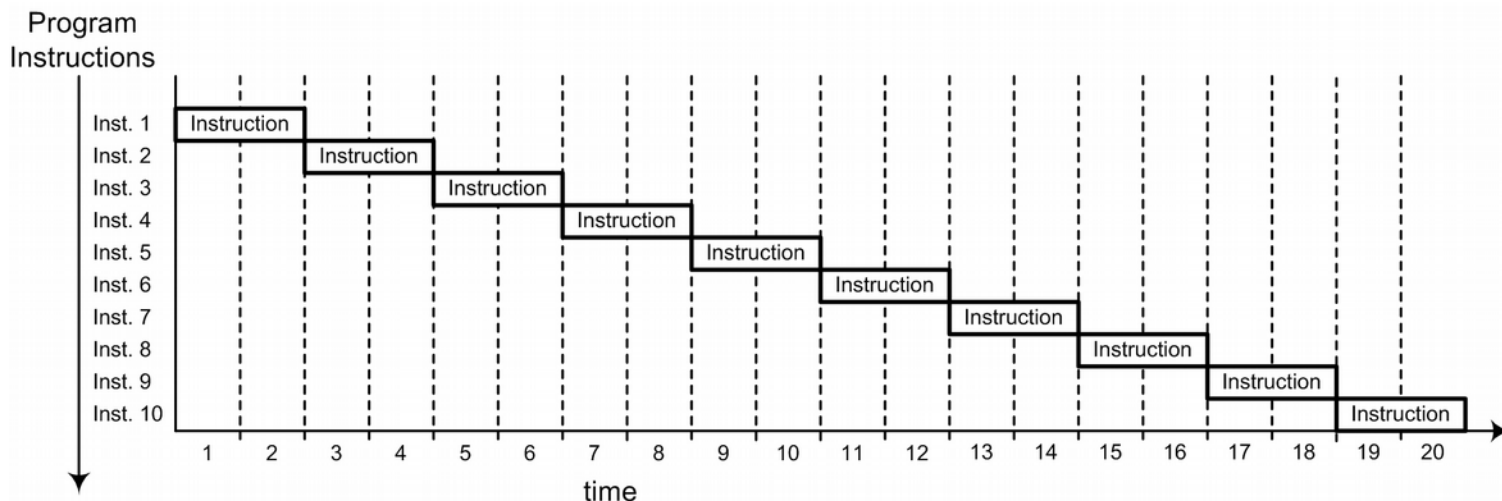 Program
Instructions
Inst. 1 Instruction
Inst. 2 Instruction
Inst. 3 Instruction
Inst. 4 Instruction
Inst. 5 Instruction
Inst. 6 Instruction
Inst. 7 Instruction
Inst. 8 Instruction
Inst. 9 Instruction
Inst. 10 Instruction
1 2 3 4 5 6 7 8 9 10 11 12 13 14 15 16 17 18 19 20
time